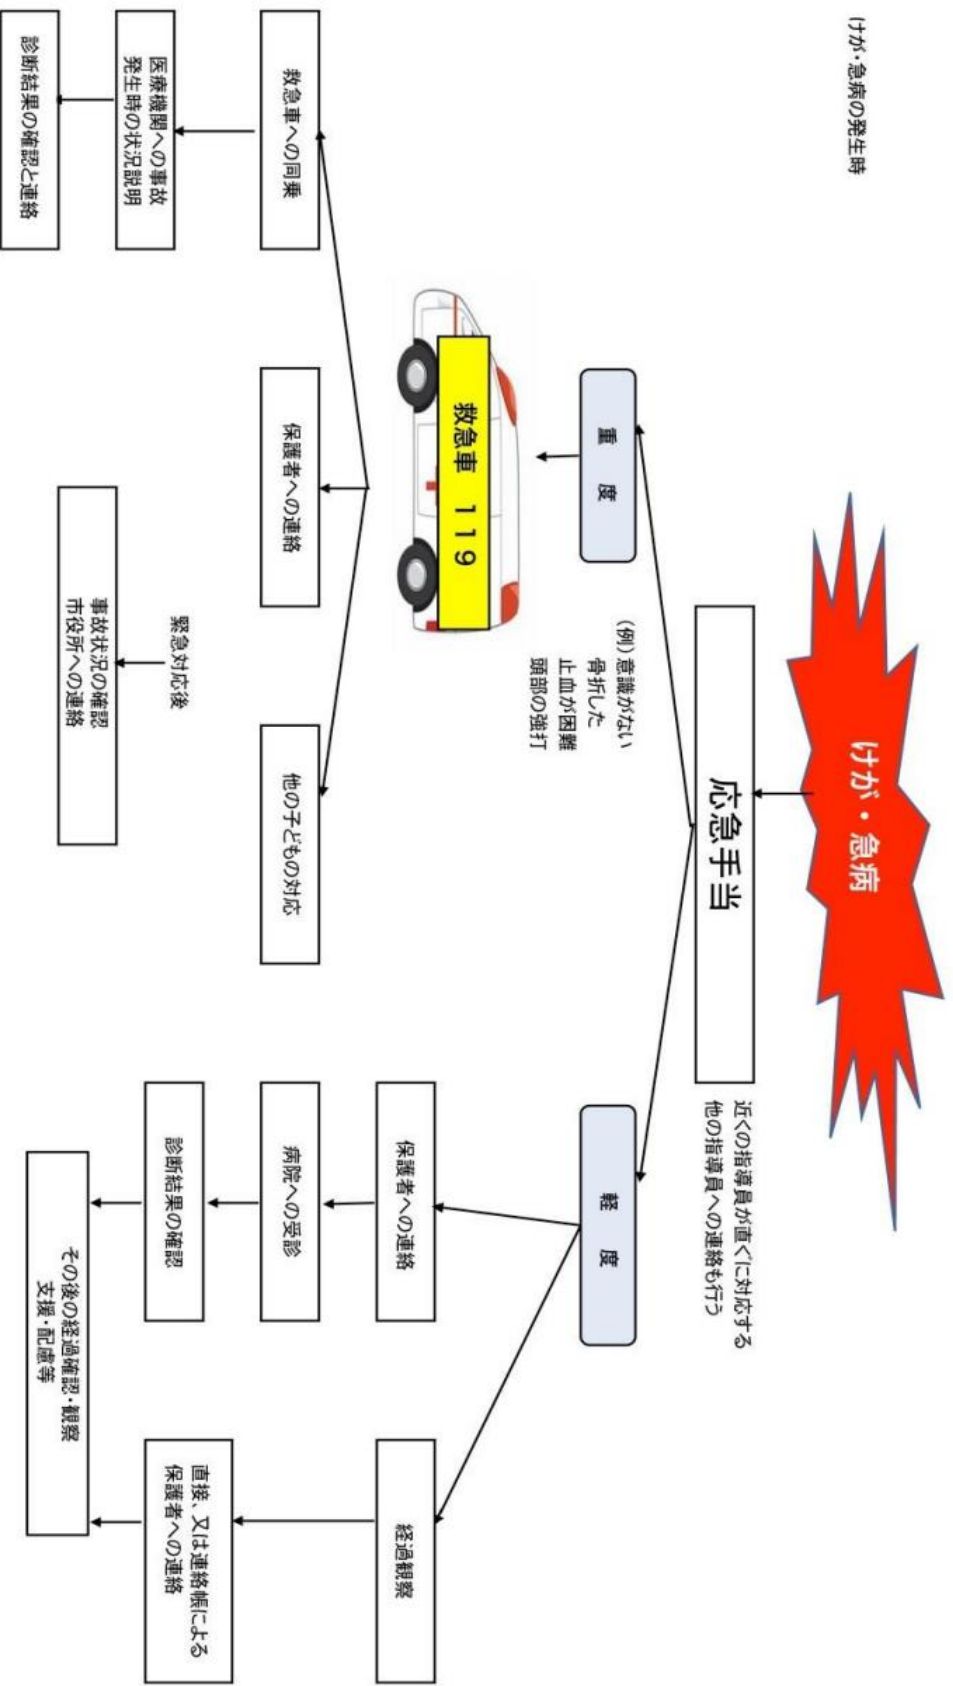 けが・急病の発生時
けが・急病
応急手当
近くの指導員が直ぐに対応する
他の指導員への連絡も行う
重　度
(例)意識がない
骨折した
止血が困難
頭部の強打
軽　度
救急車　１１９
救急車への同乗
保護者への連絡
他の子どもの対応
医療機関への事故
発生時の状況説明
診断結果の確認と連絡
緊急対応後
事故状況の確認
市役所への連絡
保護者への連絡
経過観察
病院への受診
診断結果の確認
直接、又は連絡帳による
保護者への連絡
その後の経過確認・観察
支援・配慮等